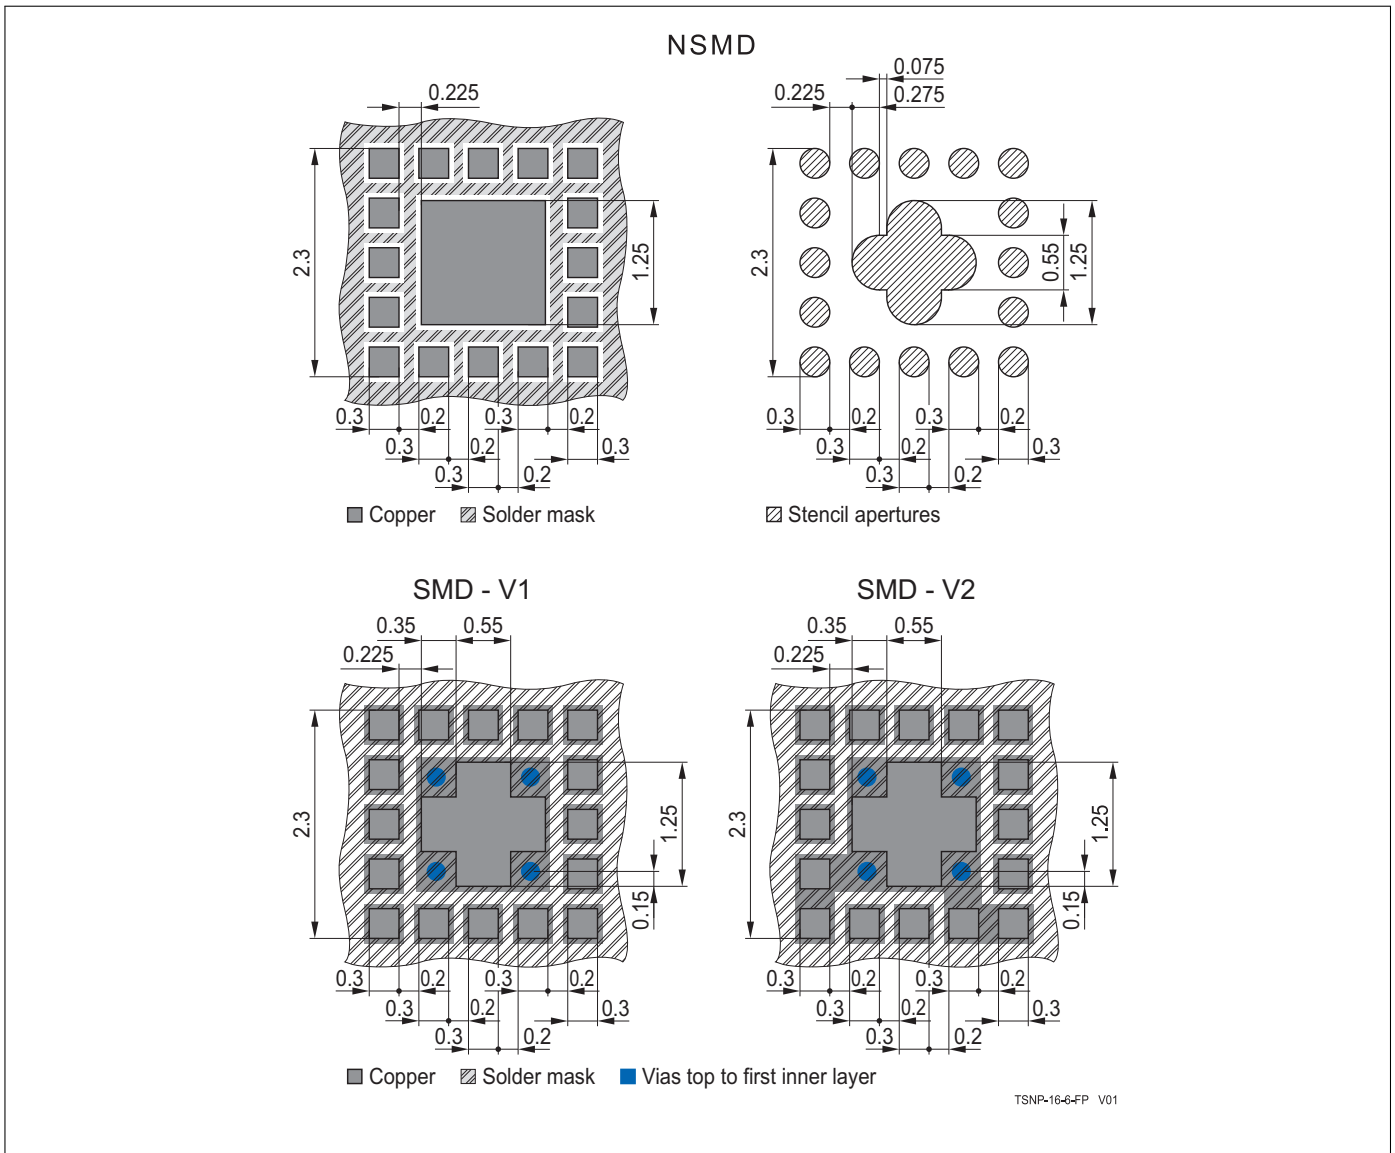 NSMD
0.225
2.3
1.25
0.3 0.2 0.3 0.2
0.3 0.2 0.3
0.3 0.2
Copper Solder mask
0.075
0.225 0.275
2.3
0.55
1.25
0.3 0.2 0.3 0.2
0.3 0.2 0.3
0.3 0.2
Stencil apertures
SMD - V1
0.35 0.55
0.225
2.3
1.25
0.15
0.3 0.2 0.3 0.2
0.3 0.2 0.3
0.3 0.2
SMD - V2
0.35 0.55
0.225
2.3
1.25
0.15
0.3 0.2 0.3 0.2
0.3 0.2 0.3
0.3 0.2
Copper Solder mask Vias top to first inner layer
TSNP-16-6-FP V01